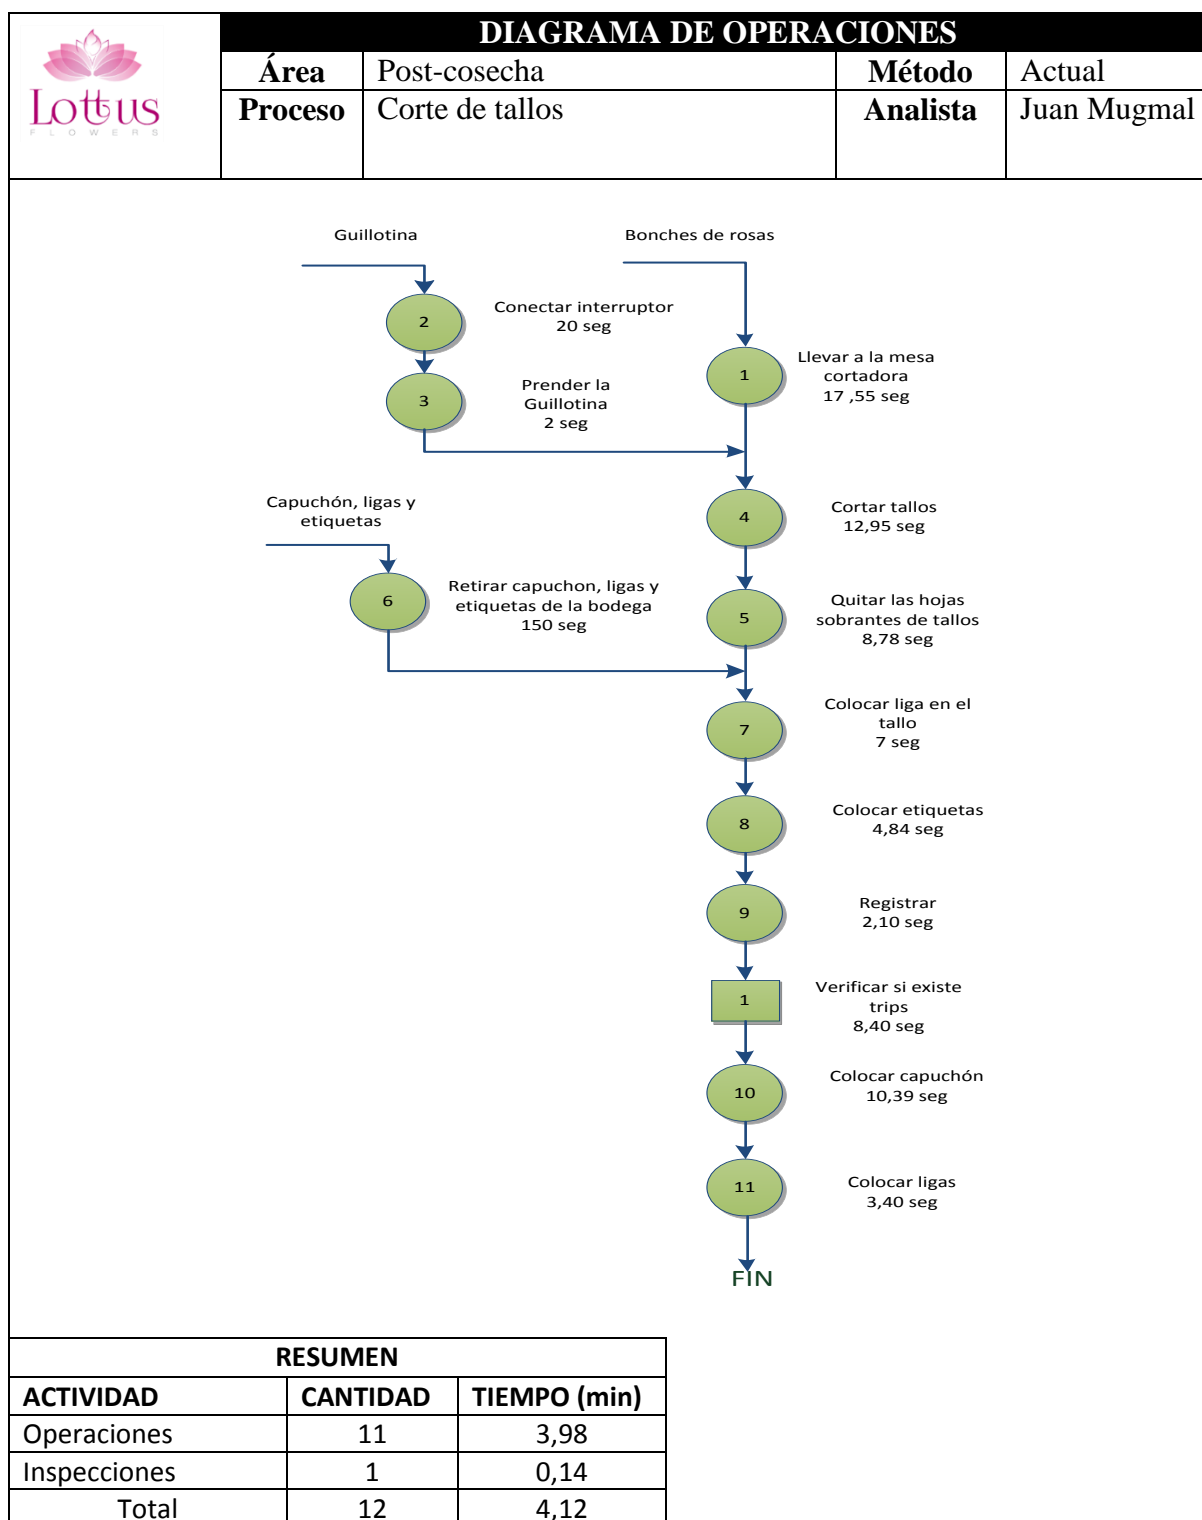 Lottus
FLOWERS
DIAGRAMA DE OPERACIONES
Área Post-cosecha Método Actual
Proceso Corte de tallos Analista Juan Mugmal
Guillotina
Bonches de rosas
2
Conectar interruptor
20 seg
1
Llevar a la mesa
cortadora
17 ,55 seg
3
Prender la
Guillotina
2 seg
4
Cortar tallos
12,95 seg
Capuchón, ligas y
etiquetas
6
Retirar capuchon, ligas y
etiquetas de la bodega
150 seg
5
Quitar las hojas
sobrantes de tallos
8,78 seg
7
Colocar liga en el
tallo
7 seg
8
Colocar etiquetas
4,84 seg
9
Registrar
2,10 seg
1
Verificar si existe
trips
8,40 seg
10
Colocar capuchón
10,39 seg
11
Colocar ligas
3,40 seg
FIN
RESUMEN
ACTIVIDAD CANTIDAD TIEMPO (min)
Operaciones 11 3,98
Inspecciones 1 0,14
Total 12 4,12